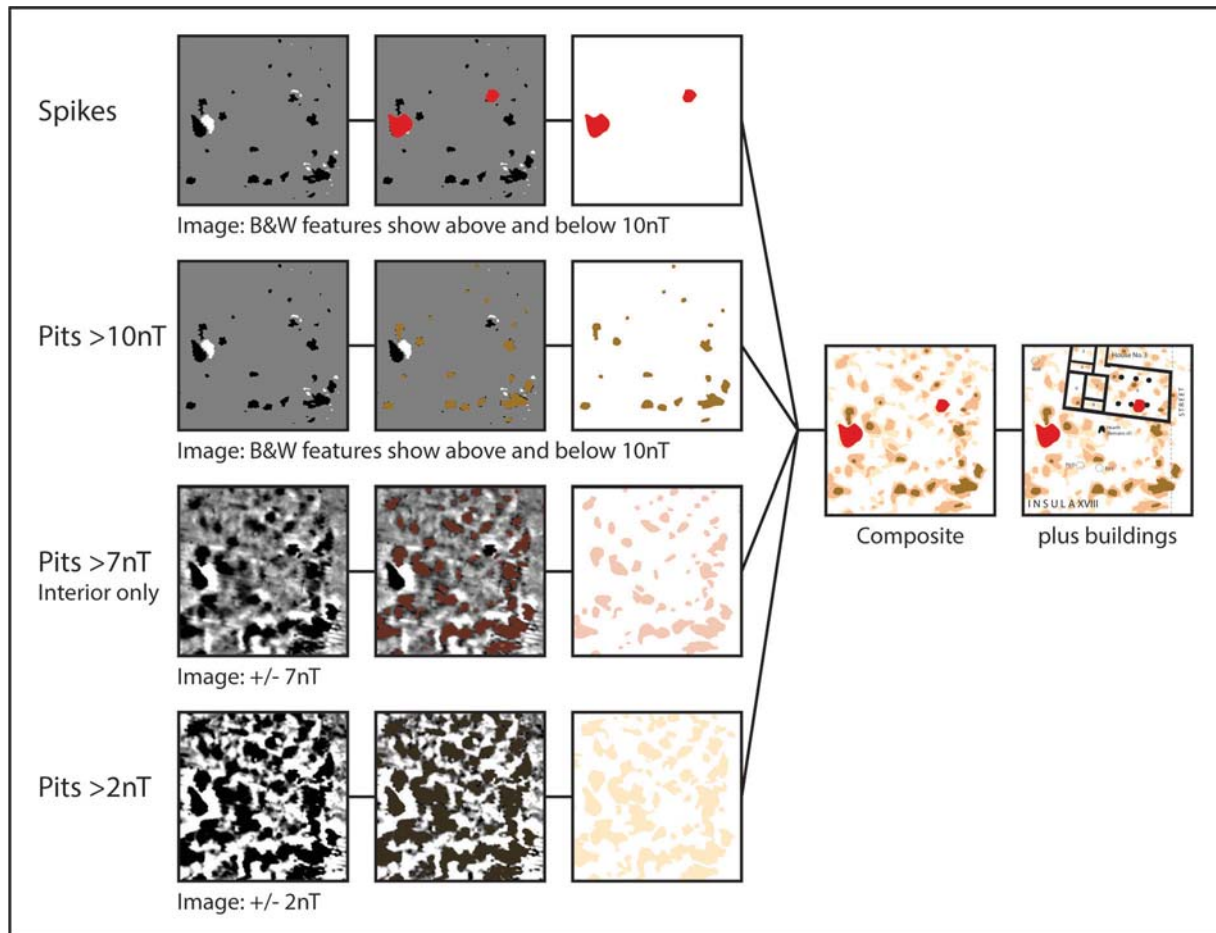 Spikes
Image: B&W features show above and below 10nT
Pits >10nT
Image: B&W features show above and below 10nT
Pits >7nT
Interior only
Image: +/- 7nT
Pits >2nT
Image: +/- 2nT
Composite
plus buildings
House No.3
STREET
Hearth
INSULA XVIII